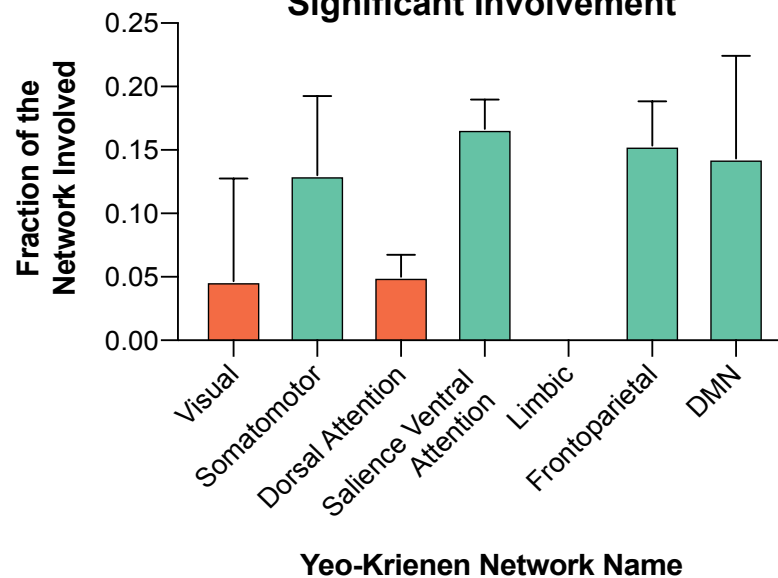 Significant Involvement
Fraction of the
Network Involved
0.25
0.20
0.15
0.10
0.05
0.00
Visual
Somatomotor
Dorsal Attention
Salience Ventral
Attention
Limbic
Frontoparietal
DMN
Yeo-Krienen Network Name